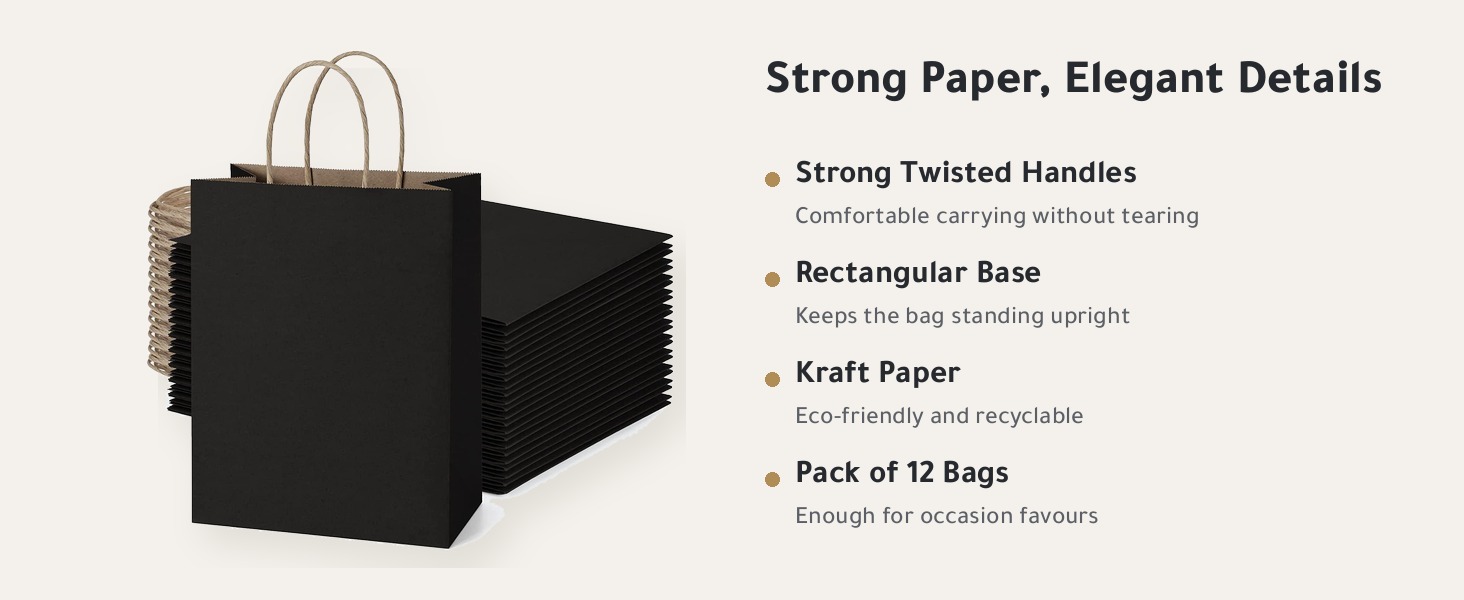 Strong Paper, Elegant Details
Strong Twisted Handles
Comfortable carrying without tearing
Rectangular Base
Keeps the bag standing upright
Kraft Paper
Eco-friendly and recyclable
Pack of 12 Bags
Enough for occasion favours